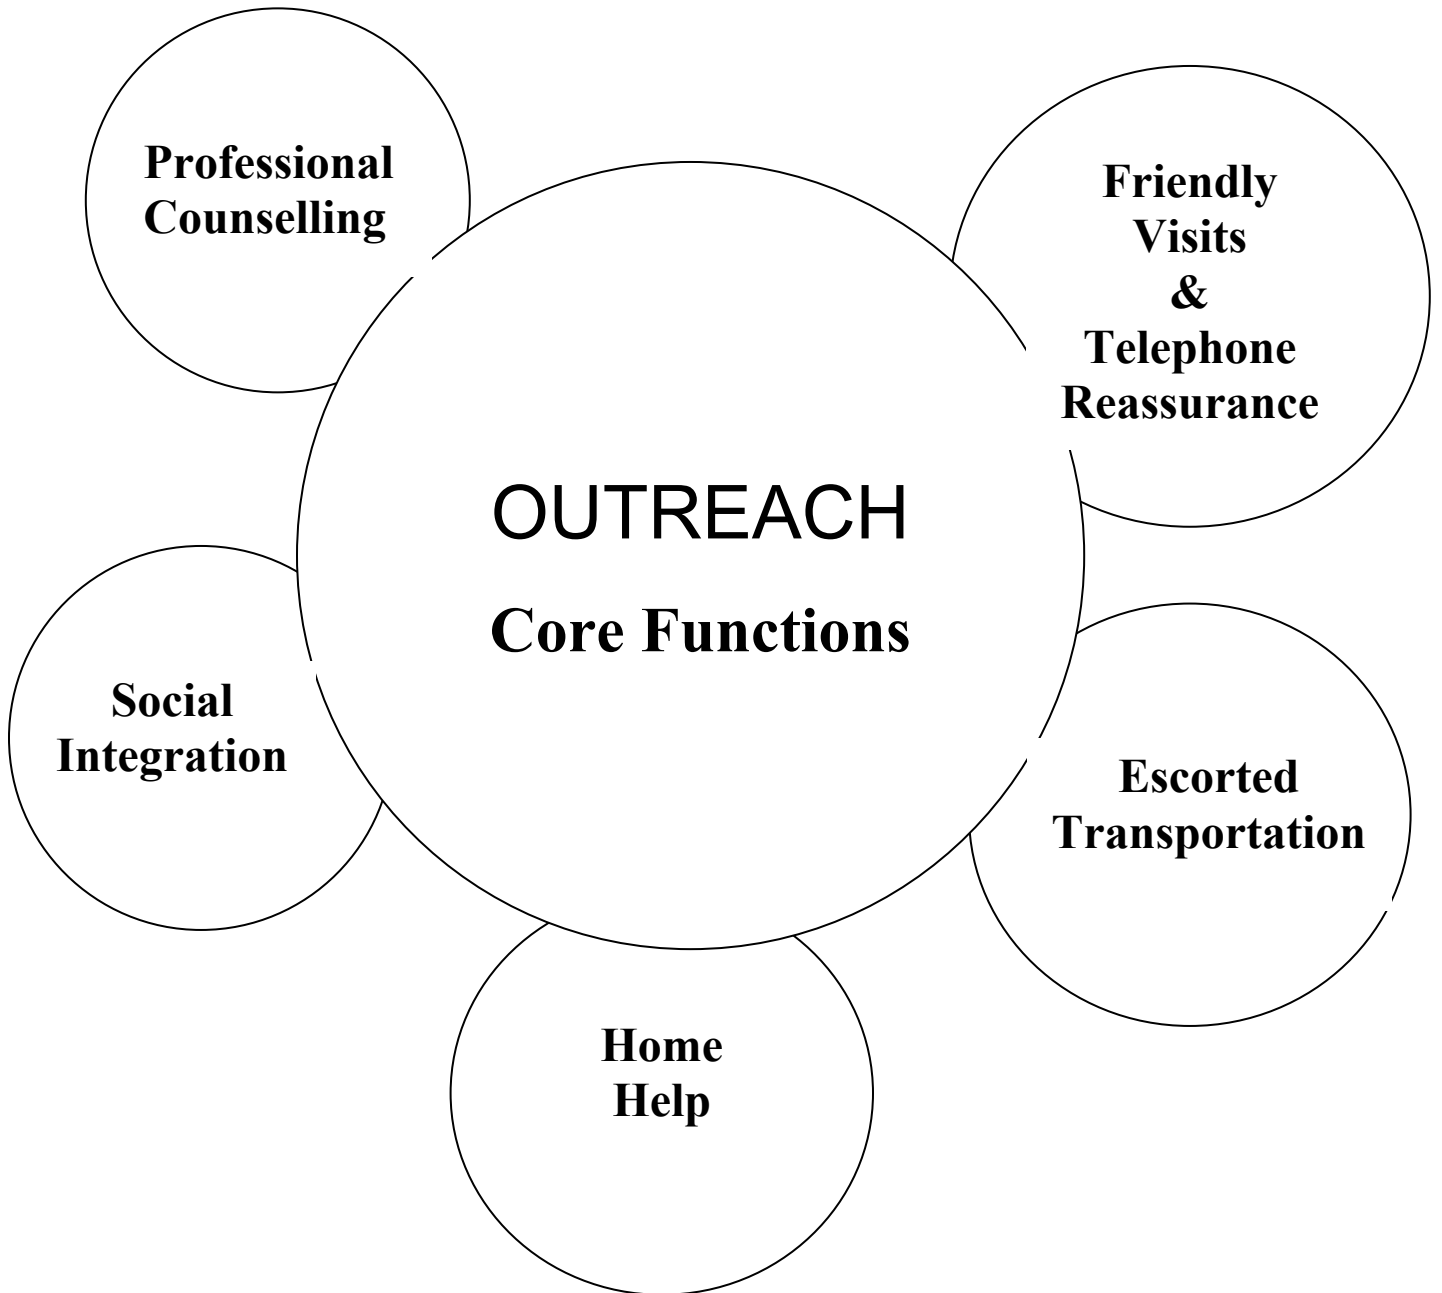 Professional
Counselling
Friendly
Visits
&
Telephone
Reassurance
OUTREACH
Core Functions
Social
Integration
Escorted
Transportation
Home
Help